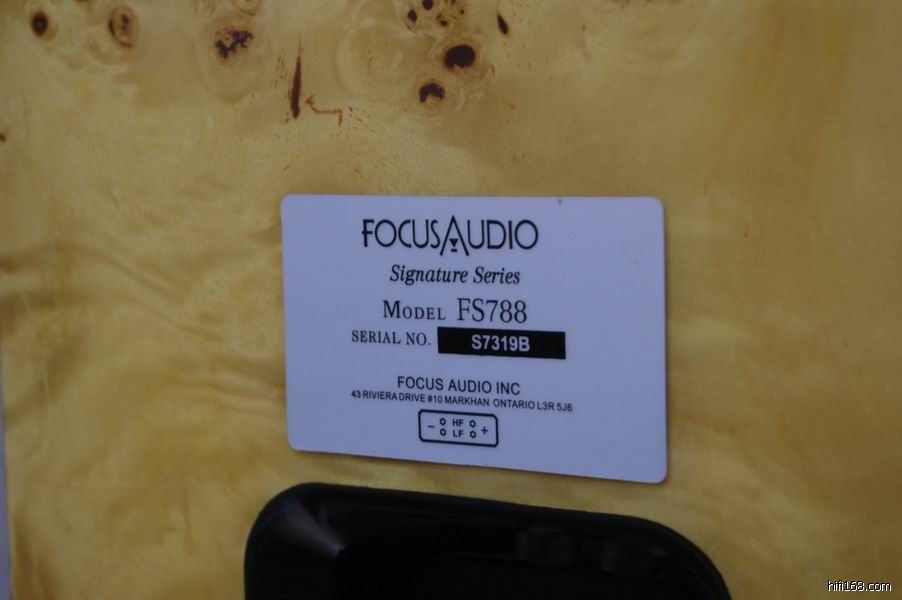 FOCUSAUDIO
Signature Series
MODEL FS788
SERIAL NO. S7319B
FOCUS AUDIO INC
43 RIVIERA DRIVE #10 MARKHAN ONTARIO L3R 5J6
− HF +
LF
hifi168.com